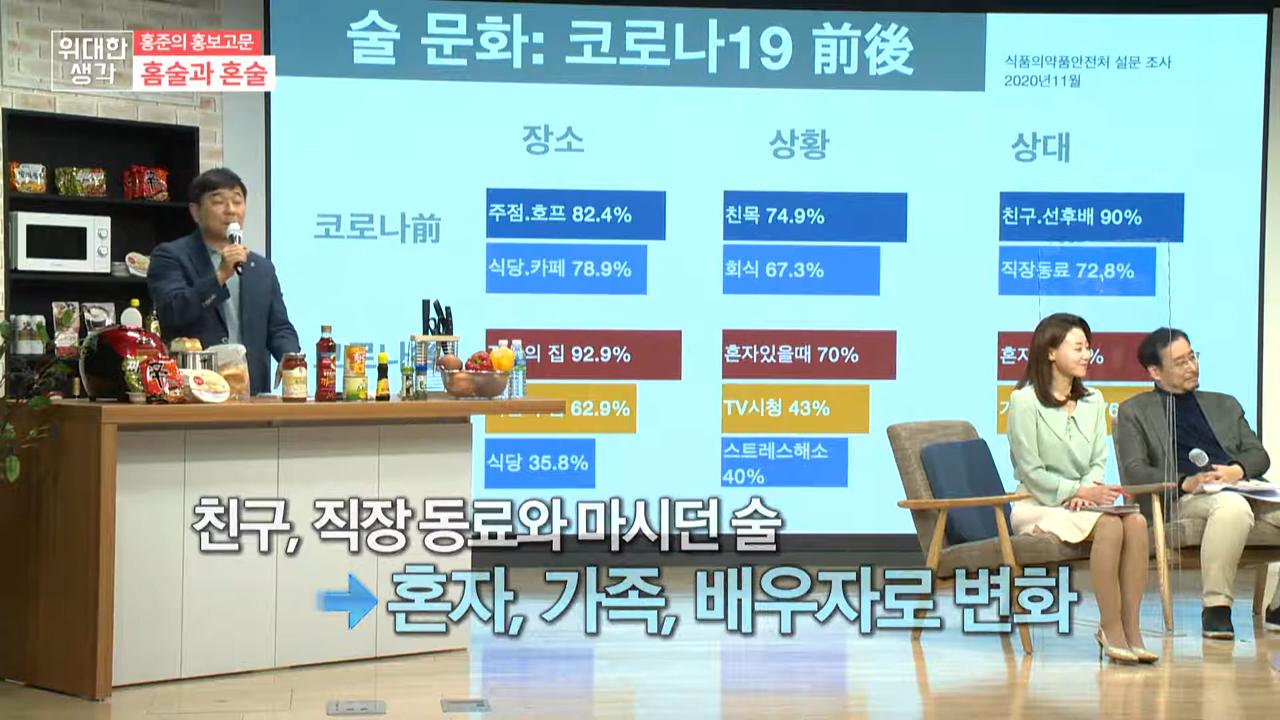 위대한
생각
홍준의 홍보고문
홈술과 혼술
술 문화: 코로나19 前後
식품의약품안전처 설문 조사
2020년11월
장소
상황
상대
코로나前
주점.호프 82.4%
친목 74.9%
친구.선후배 90%
식당.카페 78.9%
회식 67.3%
직장동료 72.8%
의 집 92.9%
혼자있을때 70%
62.9%
TV시청 43%
식당 35.8%
스트레스해소
40%
친구, 직장 동료와 마시던 술
혼자, 가족, 배우자로 변화